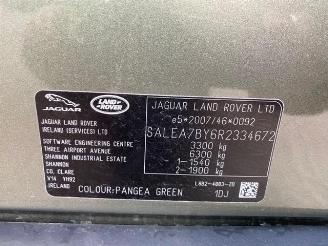 JAGUAR
LAND ROVER
JAGUAR LAND ROVER LTD
e5*2007/46*0092
SALEA7BY6R2334672
3300 kg
6300 kg
1-1540 kg
2-1900 kg
JAGUAR LAND ROVER
IRELAND (SERVICES) LTD
SOFTWARE ENGINEERING CENTRE
THREE AIRPORT AVENUE
SHANNON INDUSTRIAL ESTATE
SHANNON
CO. CLARE
V14 YH92
IRELAND
COLOUR:PANGEA GREEN
1DJ